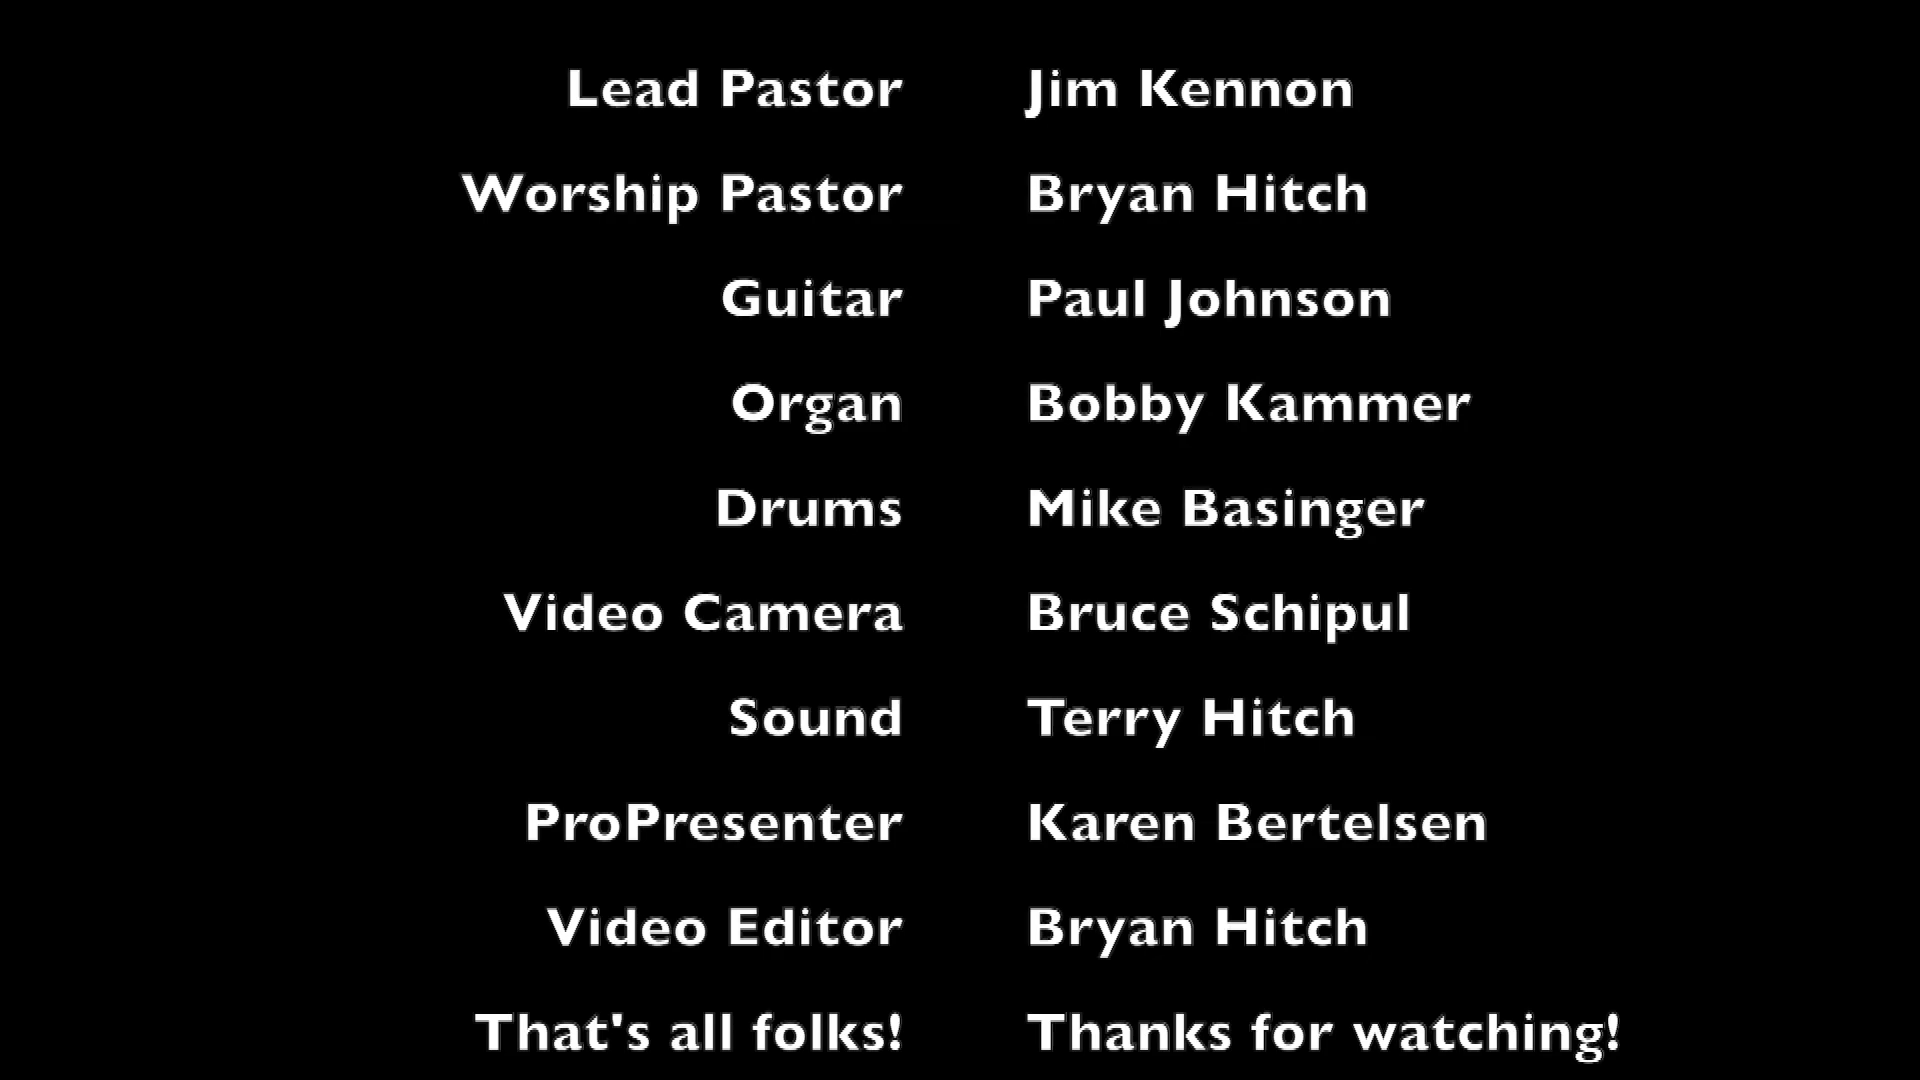 Lead Pastor Jim Kennon
Worship Pastor Bryan Hitch
Guitar Paul Johnson
Organ Bobby Kammer
Drums Mike Basinger
Video Camera Bruce Schipul
Sound Terry Hitch
ProPresenter Karen Bertelsen
Video Editor Bryan Hitch
That's all folks! Thanks for watching!